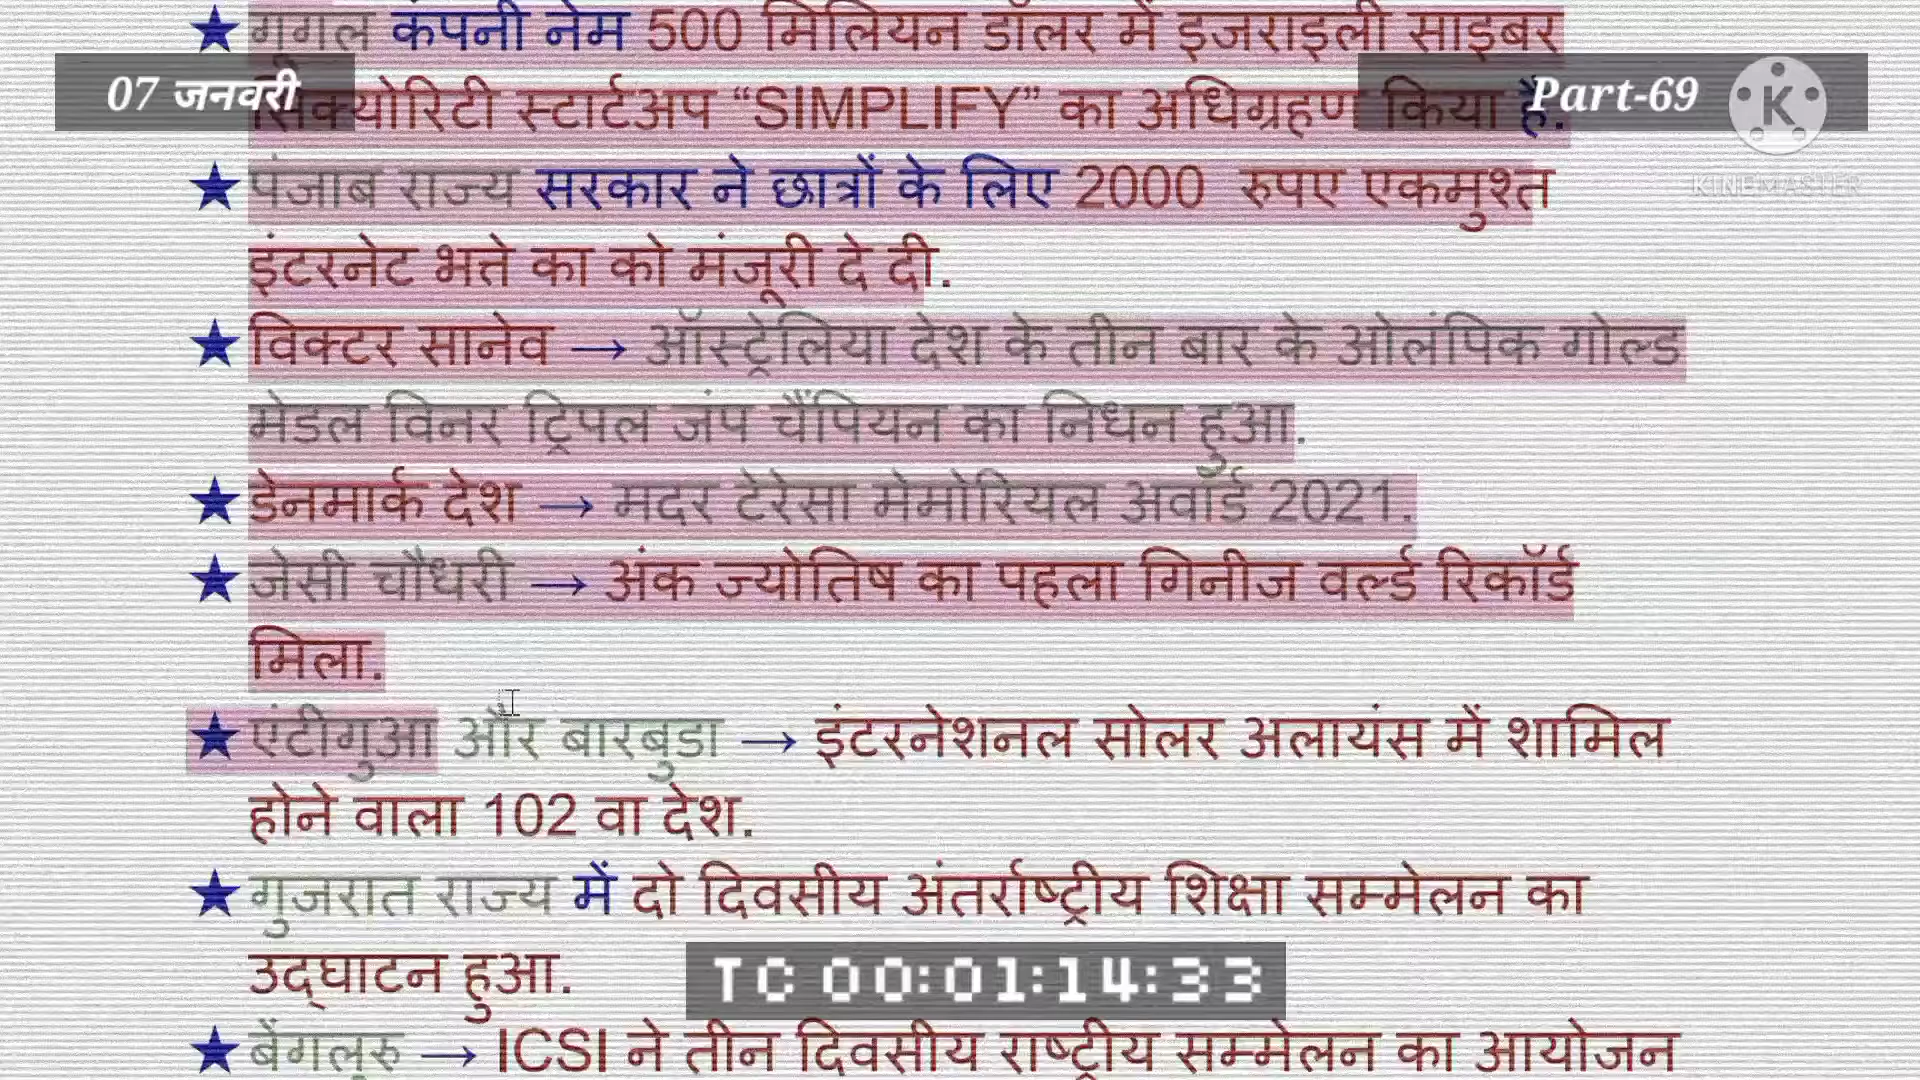 ★ गूगल कंपनी नेम 500 मिलियन डॉलर में इजराइली साइबर
07 जनवरी
Part-69
सिक्योरिटी स्टार्टअप “SIMPLIFY” का अधिग्रहण किया है.
KINEMASTER
★ पंजाब राज्य सरकार ने छात्रों के लिए 2000 रुपए एकमुश्त
इंटरनेट भत्ते का को मंजूरी दे दी.
★ विक्टर सानेव → ऑस्ट्रेलिया देश के तीन बार के ओलंपिक गोल्ड
मेडल विनर ट्रिपल जंप चैंपियन का निधन हुआ.
★ डेनमार्क देश → मदर टेरेसा मेमोरियल अवॉर्ड 2021.
★ जेसी चौधरी → अंक ज्योतिष का पहला गिनीज वर्ल्ड रिकॉर्ड
मिला.
★ एंटीगुआ और बारबुडा → इंटरनेशनल सोलर अलायंस में शामिल
होने वाला 102 वा देश.
★ गुजरात राज्य में दो दिवसीय अंतर्राष्ट्रीय शिक्षा सम्मेलन का
उद्घाटन हुआ.
TC 00:01:14:33
★ बेंगलुरु → ICSI ने तीन दिवसीय राष्ट्रीय सम्मेलन का आयोजन